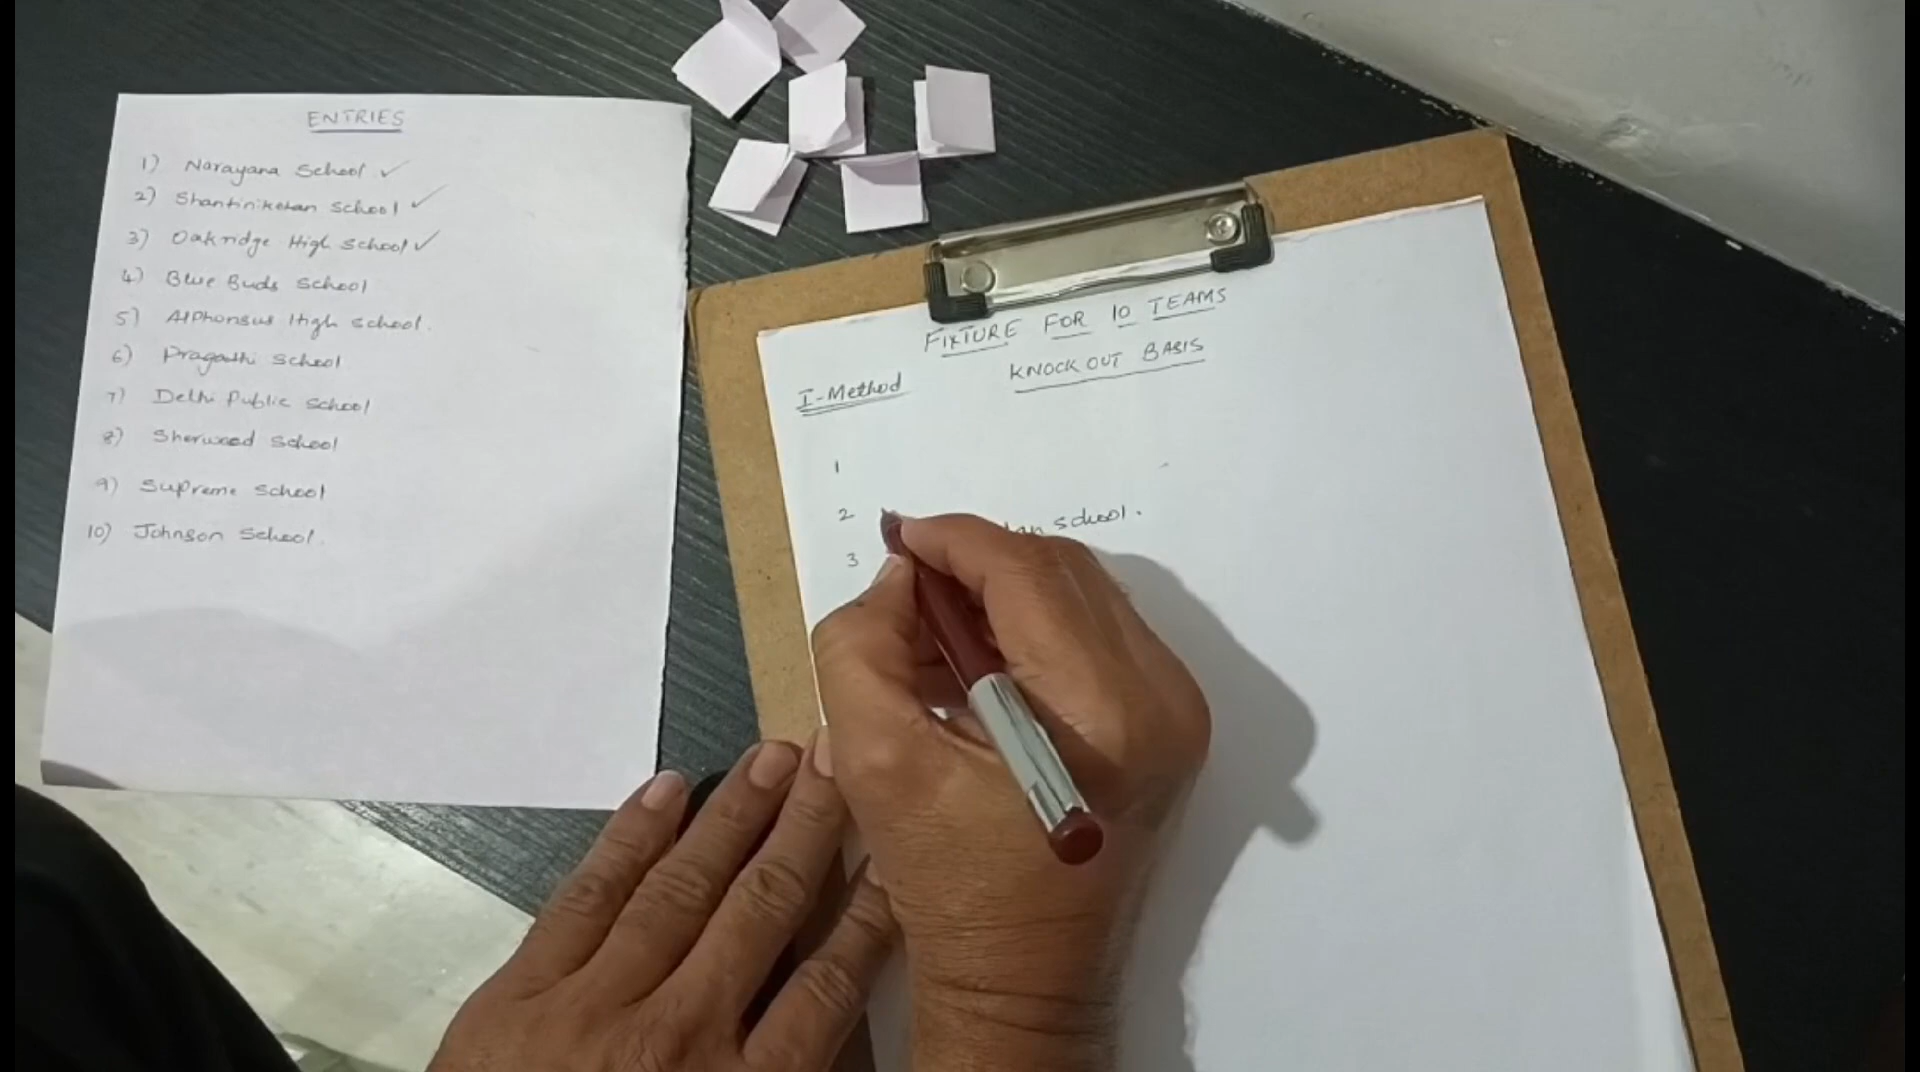 ENTRIES
1) Narayana School ✓
2) Shantiniketan School ✓
3) Oakridge High School ✓
4) Blue Buds School
5) Alphonsus High School.
6) Pragathi School
7) Delhi Public School
8) Sherwood School
9) Supreme School
10) Johnson School.
FIXTURE FOR 10 TEAMS
KNOCK OUT BASIS
I-Method
1
2 tan School.
3